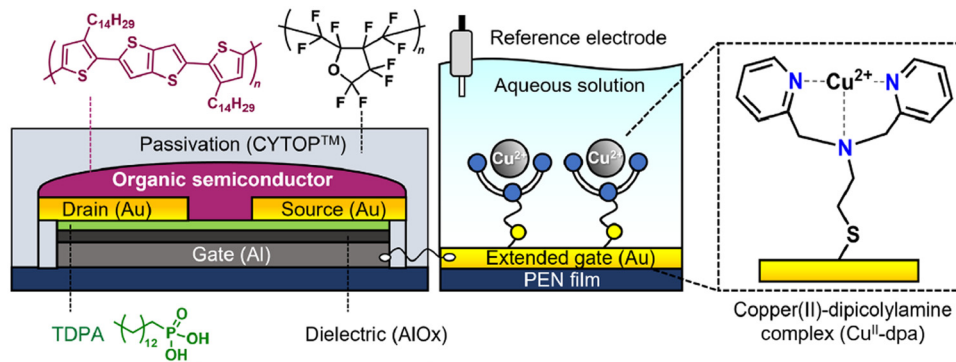 C14H29
S
S
S
S
C14H29
n
F
F
F
F
F
F
F
F
F
F
O
n
Reference electrode
Aqueous solution
Passivation (CYTOP™)
Organic semiconductor
Drain (Au)
Source (Au)
Gate (Al)
Cu2+
Cu2+
Extended gate (Au)
PEN film
TDPA
12
O
P
OH
OH
Dielectric (AlOx)
N
Cu2+
N
N
S
Copper(II)-dipicolylamine
complex (CuII-dpa)